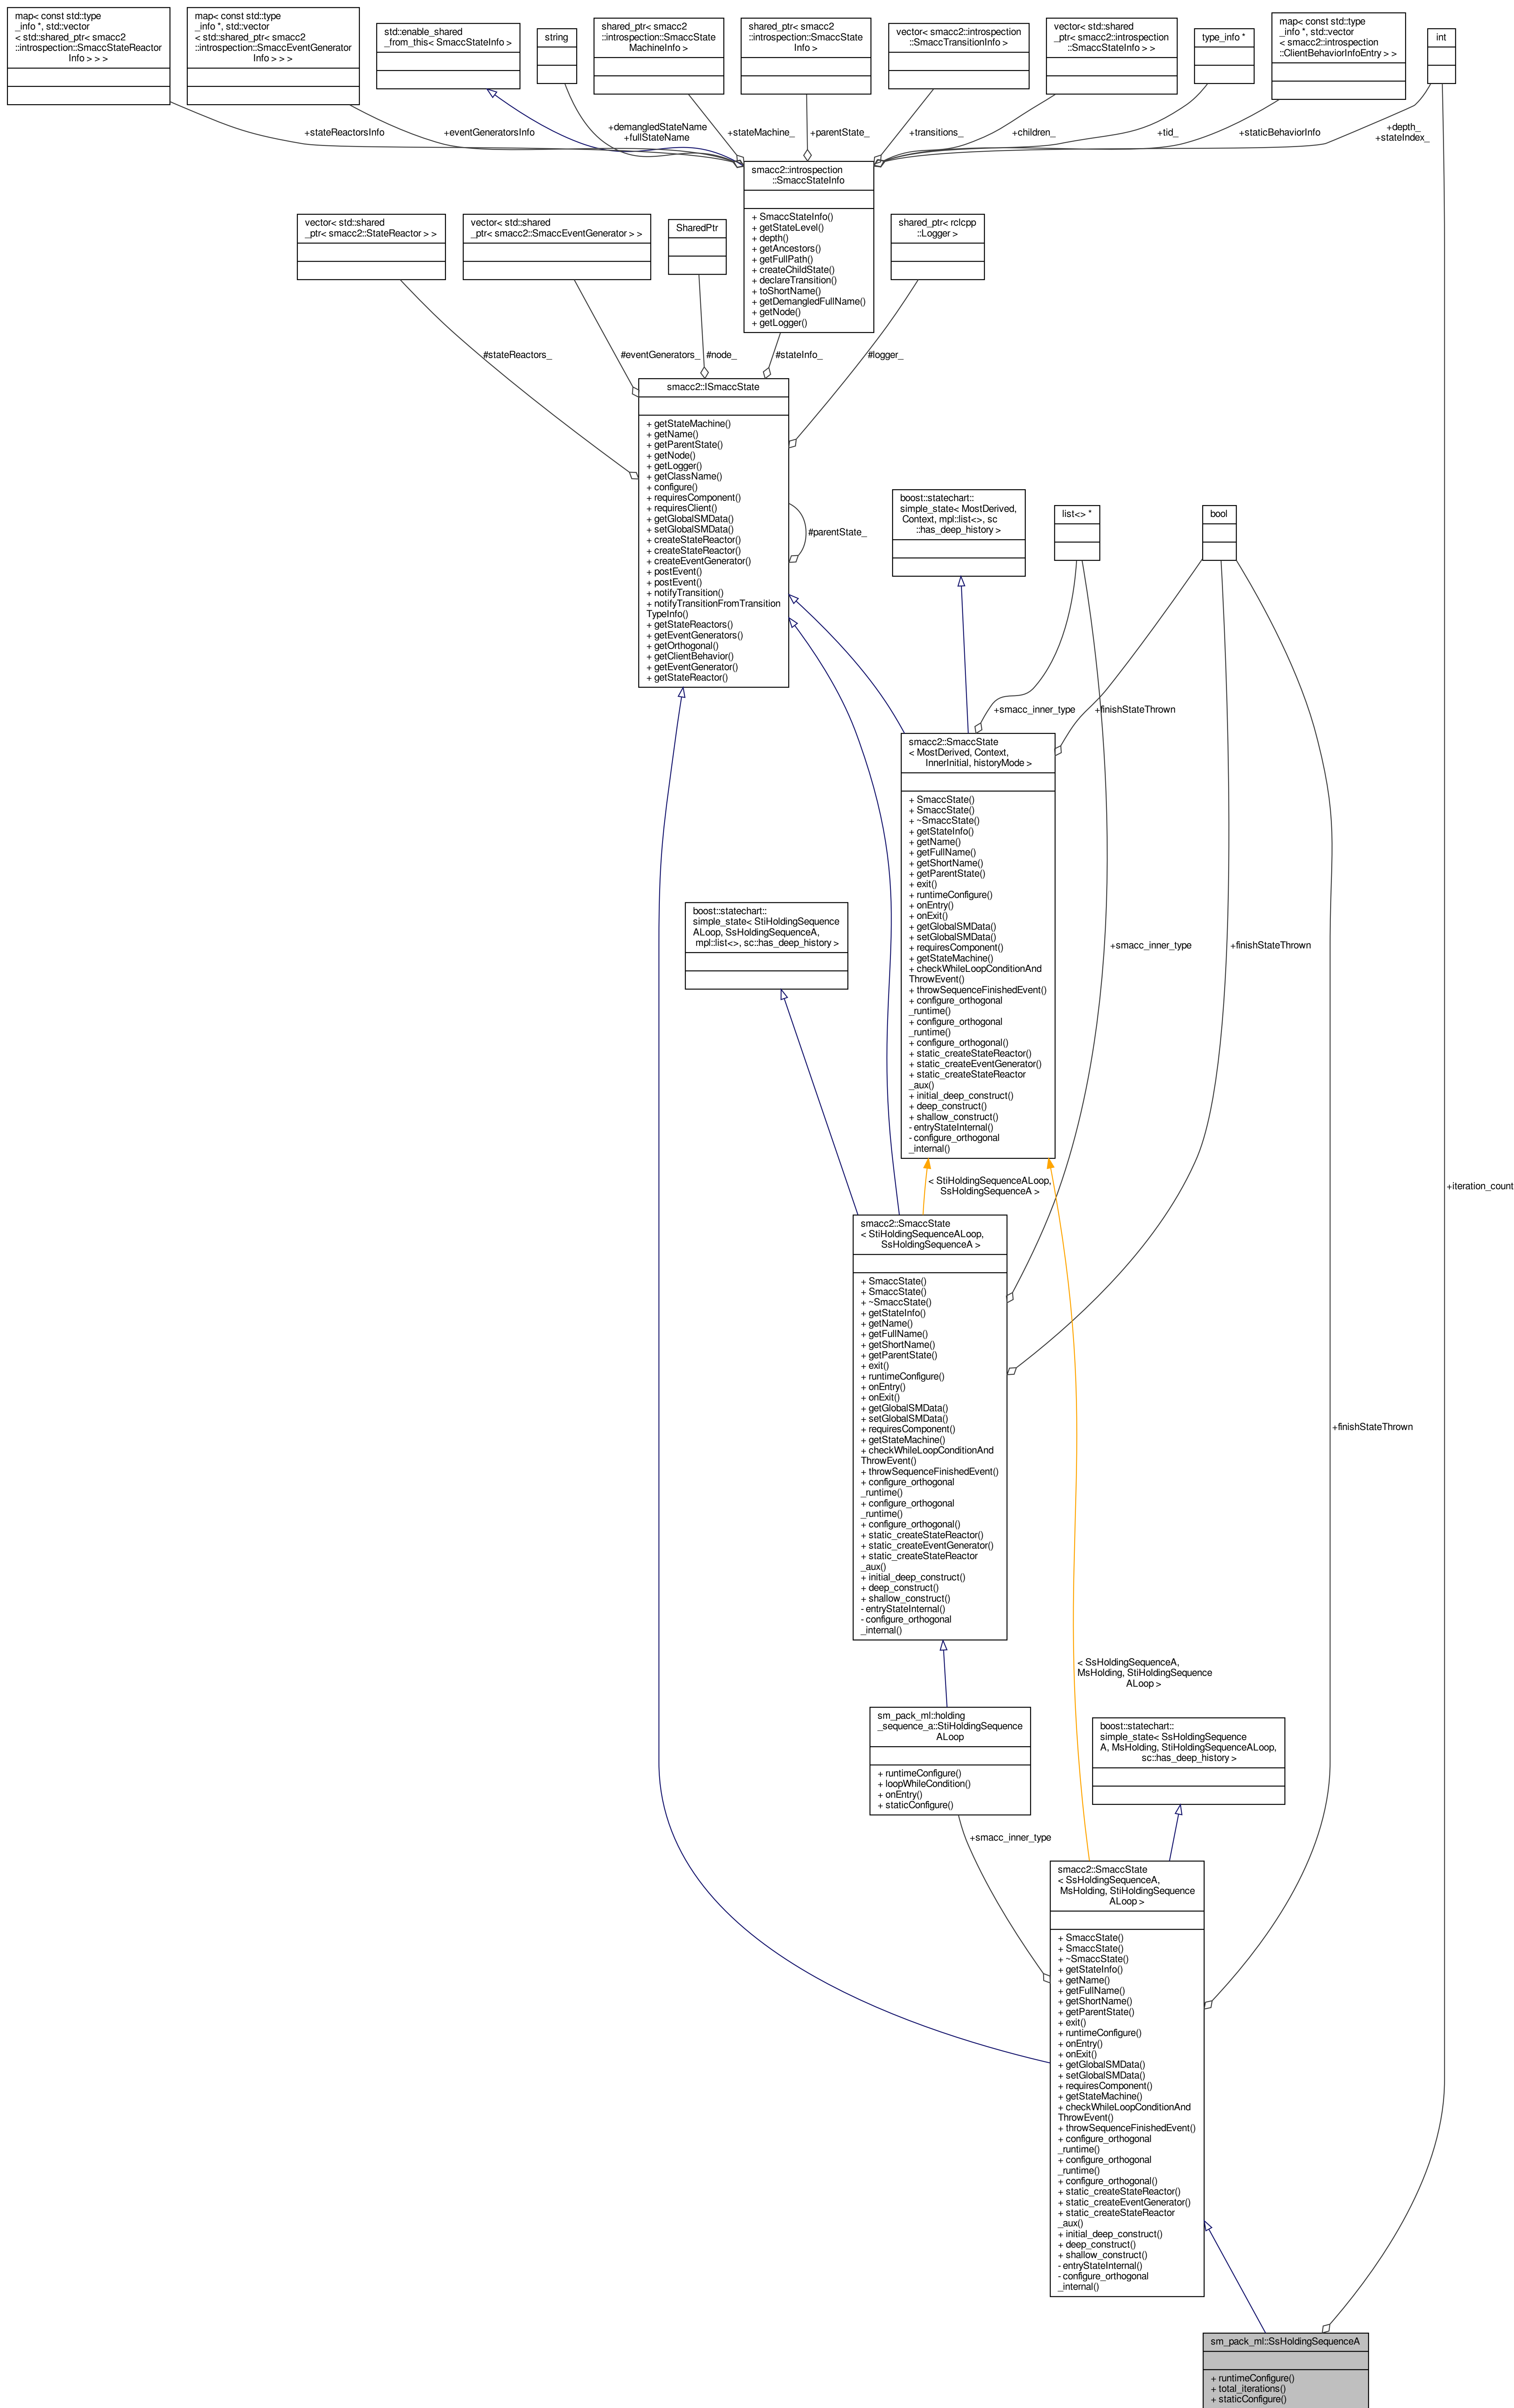 map< const std::type
_info *, std::vector
< std::shared_ptr< smacc2
::introspection::SmaccStateReactor
Info > > >
map< const std::type
_info *, std::vector
< std::shared_ptr< smacc2
::introspection::SmaccEventGenerator
Info > > >
std::enable_shared
_from_this< SmaccStateInfo >
string
shared_ptr< smacc2
::introspection::SmaccState
MachineInfo >
shared_ptr< smacc2
::introspection::SmaccState
Info >
vector< smacc2::introspection
::SmaccTransitionInfo >
vector< std::shared
_ptr< smacc2::introspection
::SmaccStateInfo > >
type_info *
map< const std::type
_info *, std::vector
< smacc2::introspection
::ClientBehaviorInfoEntry > >
int
+stateReactorsInfo
+eventGeneratorsInfo
+demangledStateName
+fullStateName
+stateMachine_
+parentState_
+transitions_
+children_
+tid_
+staticBehaviorInfo
+depth_
+stateIndex_
smacc2::introspection
::SmaccStateInfo
+ SmaccStateInfo()
+ getStateLevel()
+ depth()
+ getAncestors()
+ getFullPath()
+ createChildState()
+ declareTransition()
+ toShortName()
+ getDemangledFullName()
+ getNode()
+ getLogger()
vector< std::shared
_ptr< smacc2::StateReactor > >
vector< std::shared
_ptr< smacc2::SmaccEventGenerator > >
SharedPtr
shared_ptr< rclcpp
::Logger >
#stateReactors_
#eventGenerators_
#node_
#stateInfo_
#logger_
smacc2::ISmaccState
+ getStateMachine()
+ getName()
+ getParentState()
+ getNode()
+ getLogger()
+ getClassName()
+ configure()
+ requiresComponent()
+ requiresClient()
+ getGlobalSMData()
+ setGlobalSMData()
+ createStateReactor()
+ createStateReactor()
+ createEventGenerator()
+ postEvent()
+ postEvent()
+ notifyTransition()
+ notifyTransitionFromTransition
TypeInfo()
+ getStateReactors()
+ getEventGenerators()
+ getOrthogonal()
+ getClientBehavior()
+ getEventGenerator()
+ getStateReactor()
#parentState_
boost::statechart::
simple_state< MostDerived,
Context, mpl::list<>, sc
::has_deep_history >
list<> *
bool
+smacc_inner_type
+finishStateThrown
smacc2::SmaccState
< MostDerived, Context,
InnerInitial, historyMode >
+ SmaccState()
+ SmaccState()
+ ~SmaccState()
+ getStateInfo()
+ getName()
+ getFullName()
+ getShortName()
+ getParentState()
+ exit()
+ runtimeConfigure()
+ onEntry()
+ onExit()
+ getGlobalSMData()
+ setGlobalSMData()
+ requiresComponent()
+ getStateMachine()
+ checkWhileLoopConditionAnd
ThrowEvent()
+ throwSequenceFinishedEvent()
+ configure_orthogonal
_runtime()
+ configure_orthogonal
_runtime()
+ configure_orthogonal()
+ static_createStateReactor()
+ static_createEventGenerator()
+ static_createStateReactor
_aux()
+ initial_deep_construct()
+ deep_construct()
+ shallow_construct()
- entryStateInternal()
- configure_orthogonal
_internal()
boost::statechart::
simple_state< StiHoldingSequence
ALoop, SsHoldingSequenceA,
mpl::list<>, sc::has_deep_history >
+smacc_inner_type
+finishStateThrown
< StiHoldingSequenceALoop,
SsHoldingSequenceA >
+iteration_count
smacc2::SmaccState
< StiHoldingSequenceALoop,
SsHoldingSequenceA >
+ SmaccState()
+ SmaccState()
+ ~SmaccState()
+ getStateInfo()
+ getName()
+ getFullName()
+ getShortName()
+ getParentState()
+ exit()
+ runtimeConfigure()
+ onEntry()
+ onExit()
+ getGlobalSMData()
+ setGlobalSMData()
+ requiresComponent()
+ getStateMachine()
+ checkWhileLoopConditionAnd
ThrowEvent()
+ throwSequenceFinishedEvent()
+ configure_orthogonal
_runtime()
+ configure_orthogonal
_runtime()
+ configure_orthogonal()
+ static_createStateReactor()
+ static_createEventGenerator()
+ static_createStateReactor
_aux()
+ initial_deep_construct()
+ deep_construct()
+ shallow_construct()
- entryStateInternal()
- configure_orthogonal
_internal()
+finishStateThrown
< SsHoldingSequenceA,
MsHolding, StiHoldingSequence
ALoop >
sm_pack_ml::holding
_sequence_a::StiHoldingSequence
ALoop
+ runtimeConfigure()
+ loopWhileCondition()
+ onEntry()
+ staticConfigure()
boost::statechart::
simple_state< SsHoldingSequence
A, MsHolding, StiHoldingSequenceALoop,
sc::has_deep_history >
+smacc_inner_type
smacc2::SmaccState
< SsHoldingSequenceA,
MsHolding, StiHoldingSequence
ALoop >
+ SmaccState()
+ SmaccState()
+ ~SmaccState()
+ getStateInfo()
+ getName()
+ getFullName()
+ getShortName()
+ getParentState()
+ exit()
+ runtimeConfigure()
+ onEntry()
+ onExit()
+ getGlobalSMData()
+ setGlobalSMData()
+ requiresComponent()
+ getStateMachine()
+ checkWhileLoopConditionAnd
ThrowEvent()
+ throwSequenceFinishedEvent()
+ configure_orthogonal
_runtime()
+ configure_orthogonal
_runtime()
+ configure_orthogonal()
+ static_createStateReactor()
+ static_createEventGenerator()
+ static_createStateReactor
_aux()
+ initial_deep_construct()
+ deep_construct()
+ shallow_construct()
- entryStateInternal()
- configure_orthogonal
_internal()
sm_pack_ml::SsHoldingSequenceA
+ runtimeConfigure()
+ total_iterations()
+ staticConfigure()